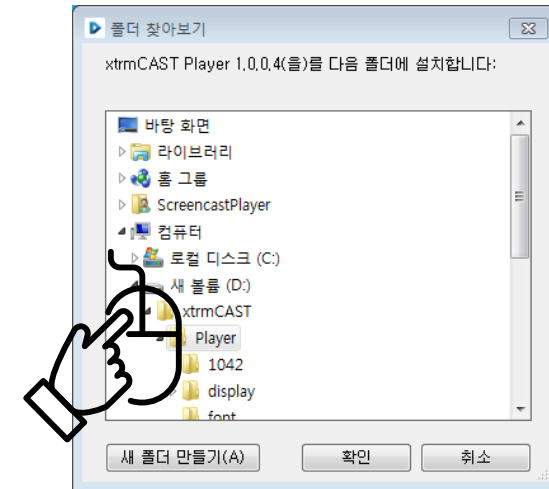 폴더 찾아보기
xtrmCAST Player 1,0,0,4(을)를 다음 폴더에 설치합니다:
바탕 화면
라이브러리
홈 그룹
ScreencastPlayer
컴퓨터
로컬 디스크 (C:)
새 볼륨 (D:)
xtrmCAST
Player
1042
display
font
새 폴더 만들기(A)
확인
취소